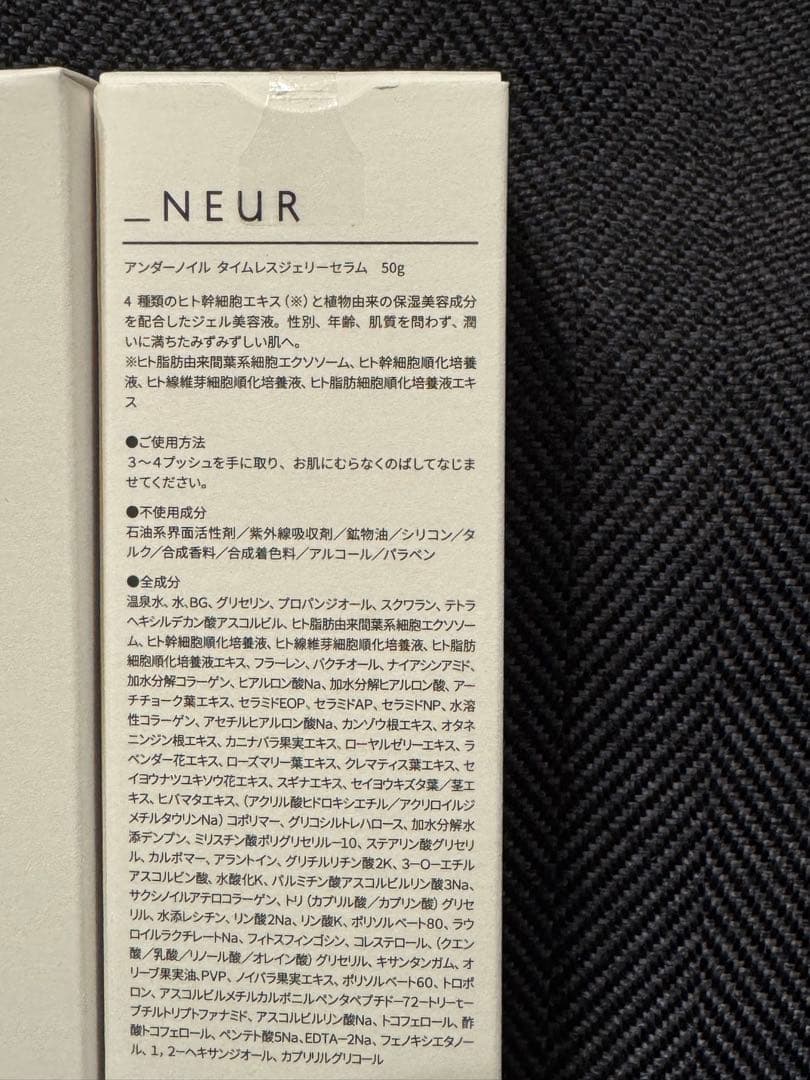 _NEUR
アンダーノイル タイムレスジェリーセラム 50g
4 種類のヒト幹細胞エキス(※)と植物由来の保湿美容成分
を配合したジェル美容液。性別、年齢、肌質を問わず、潤
いに満ちたみずみずしい肌へ。
※ヒト脂肪由来間葉系細胞エクソソーム、ヒト幹細胞順化培養
液、ヒト線維芽細胞順化培養液、ヒト脂肪細胞順化培養液エキ
ス
●ご使用方法
3〜4プッシュを手に取り、お肌にむらなくのばしてなじま
せてください。
●不使用成分
石油系界面活性剤／紫外線吸収剤／鉱物油／シリコン／タ
ルク／合成香料／合成着色料／アルコール／パラベン
●全成分
温泉水、水、BG、グリセリン、プロパンジオール、スクワラン、テトラ
ヘキシルデカン酸アスコルビル、ヒト脂肪由来間葉系細胞エクソソー
ム、ヒト幹細胞順化培養液、ヒト線維芽細胞順化培養液、ヒト脂肪
細胞順化培養液エキス、フラーレン、バクチオール、ナイアシンアミド、
加水分解コラーゲン、ヒアルロン酸Na、加水分解ヒアルロン酸、アー
チチョーク葉エキス、セラミドEOP、セラミドAP、セラミドNP、水溶
性コラーゲン、アセチルヒアルロン酸Na、カンゾウ根エキス、オタネ
ニンジン根エキス、カニナバラ果実エキス、ローヤルゼリーエキス、ラ
ベンダー花エキス、ローズマリー葉エキス、クレマティス葉エキス、セ
イヨウナツユキソウ花エキス、スギナエキス、セイヨウキズタ葉／茎エ
キス、ヒバマタエキス、(アクリル酸ヒドロキシエチル／アクリロイルジ
メチルタウリンNa)コポリマー、グリコシルトレハロース、加水分解水
添デンプン、ミリスチン酸ポリグリセリル−10、ステアリン酸グリセリ
ル、カルボマー、アラントイン、グリチルリチン酸2K、3−O−エチル
アスコルビン酸、水酸化K、パルミチン酸アスコルビルリン酸3Na、
サクシノイルアテロコラーゲン、トリ(カプリル酸／カプリン酸)グリセ
リル、水添レシチン、リン酸2Na、リン酸K、ポリソルベート80、ラウ
ロイルラクチレートNa、フィトスフィンゴシン、コレステロール、(クエン
酸／乳酸／リノール酸／オレイン酸)グリセリル、キサンタンガム、オ
リーブ果実油、PVP、ノイバラ果実エキス、ポリソルベート60、トロポ
ロン、アスコルビルメチルカルボニルペンタペプチド−72−トリ−t−
ブチルトリプトファナミド、アスコルビルリン酸Na、トコフェロール、酢
酸トコフェロール、ペンテト酸5Na、EDTA−2Na、フェノキシエタノー
ル、1,2−ヘキサンジオール、カプリリルグリコール